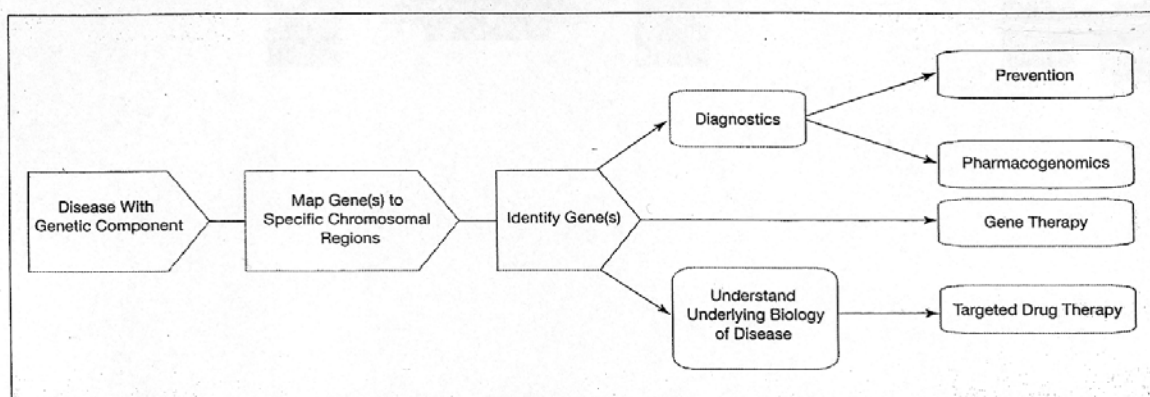 Disease With
Genetic Component
Map Gene(s) to
Specific Chromosomal
Regions
Identify Gene(s)
Diagnostics
Prevention
Pharmacogenomics
Gene Therapy
Understand
Underlying Biology
of Disease
Targeted Drug Therapy